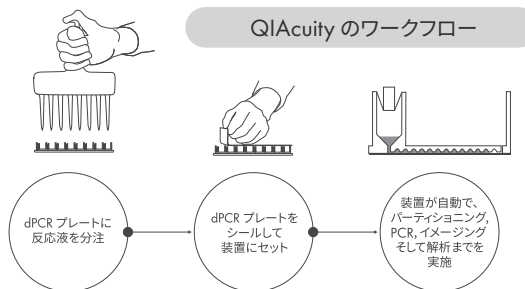 QIAcuity のワークフロー
dPCR プレートに
反応液を分注
dPCR プレートを
シールして
装置にセット
装置が自動で、
パーティショニング,
PCR, イメージング
そして解析までを
実施